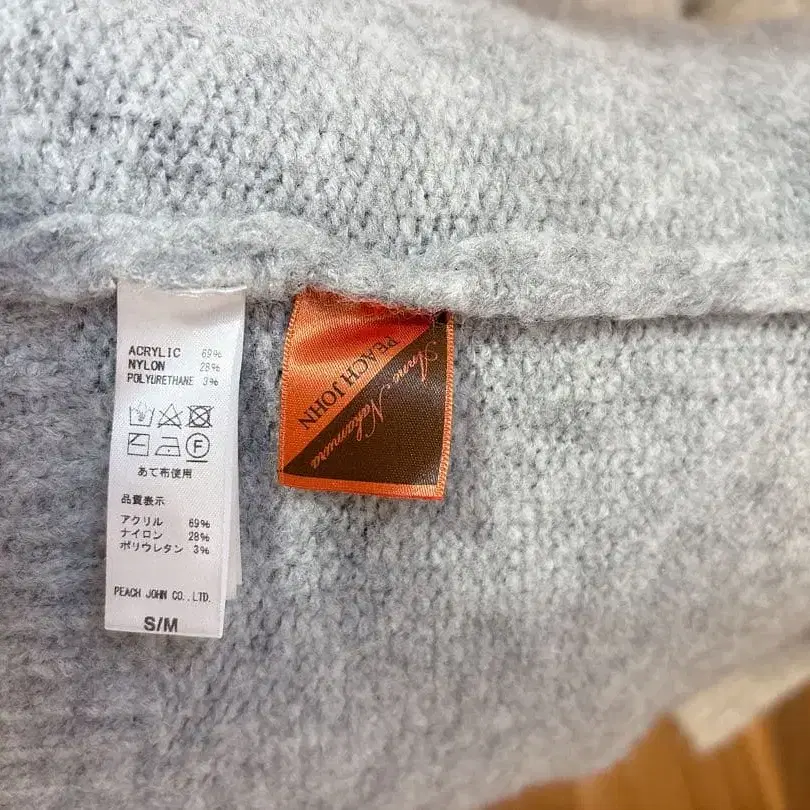 ACRYLIC 69%
NYLON 28%
POLYURETHANE 3%
F
あて布使用
品質表示
アクリル 69%
ナイロン 28%
ポリウレタン 3%
PEACH JOHN CO.,LTD.
S/M
Anne Nakamura
PEACH JOHN